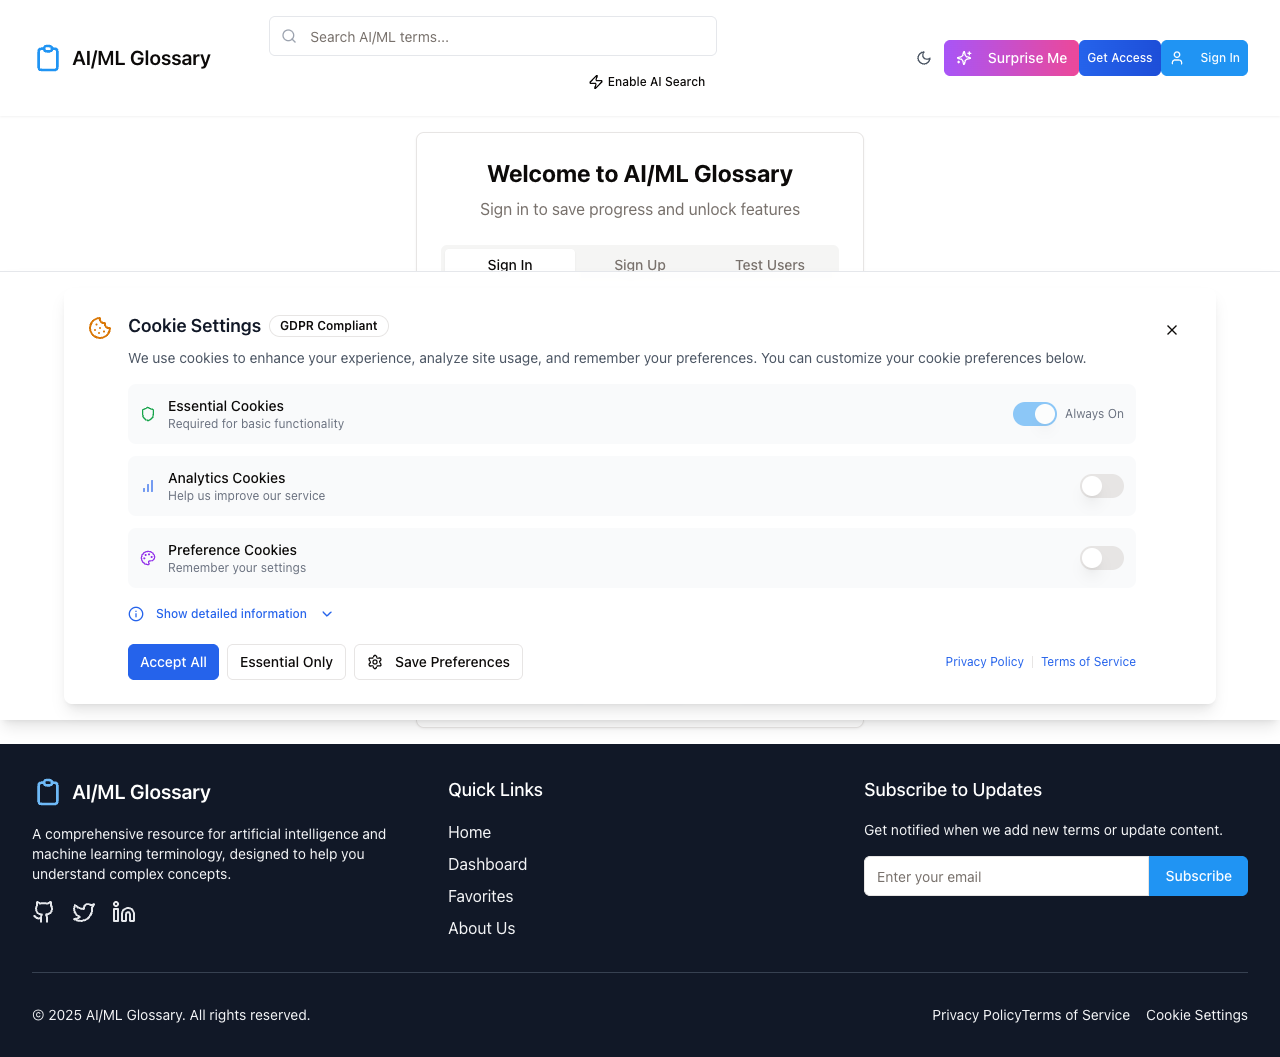 AI/ML Glossary
Search AI/ML terms...
Enable AI Search
Surprise Me
Get Access
Sign In
Welcome to AI/ML Glossary
Sign in to save progress and unlock features
Sign In
Sign Up
Test Users
Cookie Settings
GDPR Compliant
We use cookies to enhance your experience, analyze site usage, and remember your preferences. You can customize your cookie preferences below.
Essential Cookies
Required for basic functionality
Always On
Analytics Cookies
Help us improve our service
Preference Cookies
Remember your settings
Show detailed information
Accept All
Essential Only
Save Preferences
Privacy Policy
Terms of Service
AI/ML Glossary
A comprehensive resource for artificial intelligence and
machine learning terminology, designed to help you
understand complex concepts.
Quick Links
Home
Dashboard
Favorites
About Us
Subscribe to Updates
Get notified when we add new terms or update content.
Enter your email
Subscribe
© 2025 AI/ML Glossary. All rights reserved.
Privacy PolicyTerms of Service
Cookie Settings